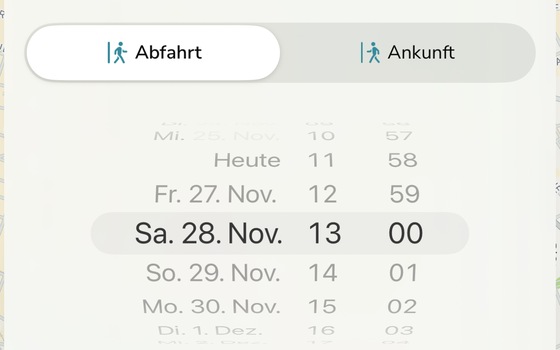 Abfahrt Ankunft
Mi. 25. Nov. 10 57
Heute 11 58
Fr. 27. Nov. 12 59
Sa. 28. Nov. 13 00
So. 29. Nov. 14 01
Mo. 30. Nov. 15 02
Di. 1. Dez. 16 03